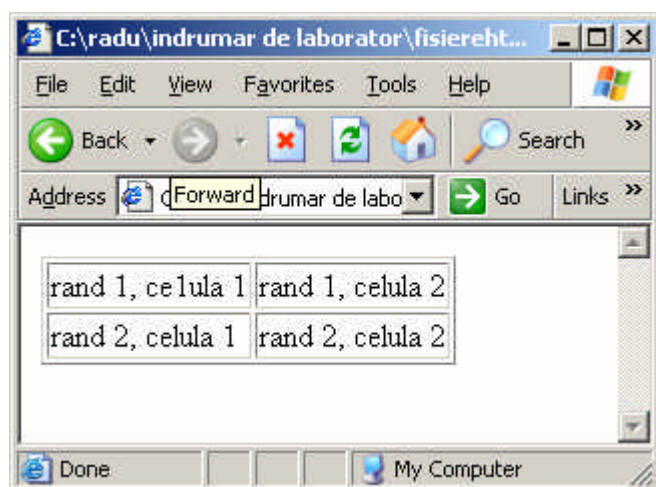 C:\radu\indrumar de laborator\fisiereht...
File Edit View Favorites Tools Help
Back Search »
Address Forward drumar de labo Go Links »
rand 1, ce1ula 1 rand 1, celula 2
rand 2, celula 1 rand 2, celula 2
Done My Computer